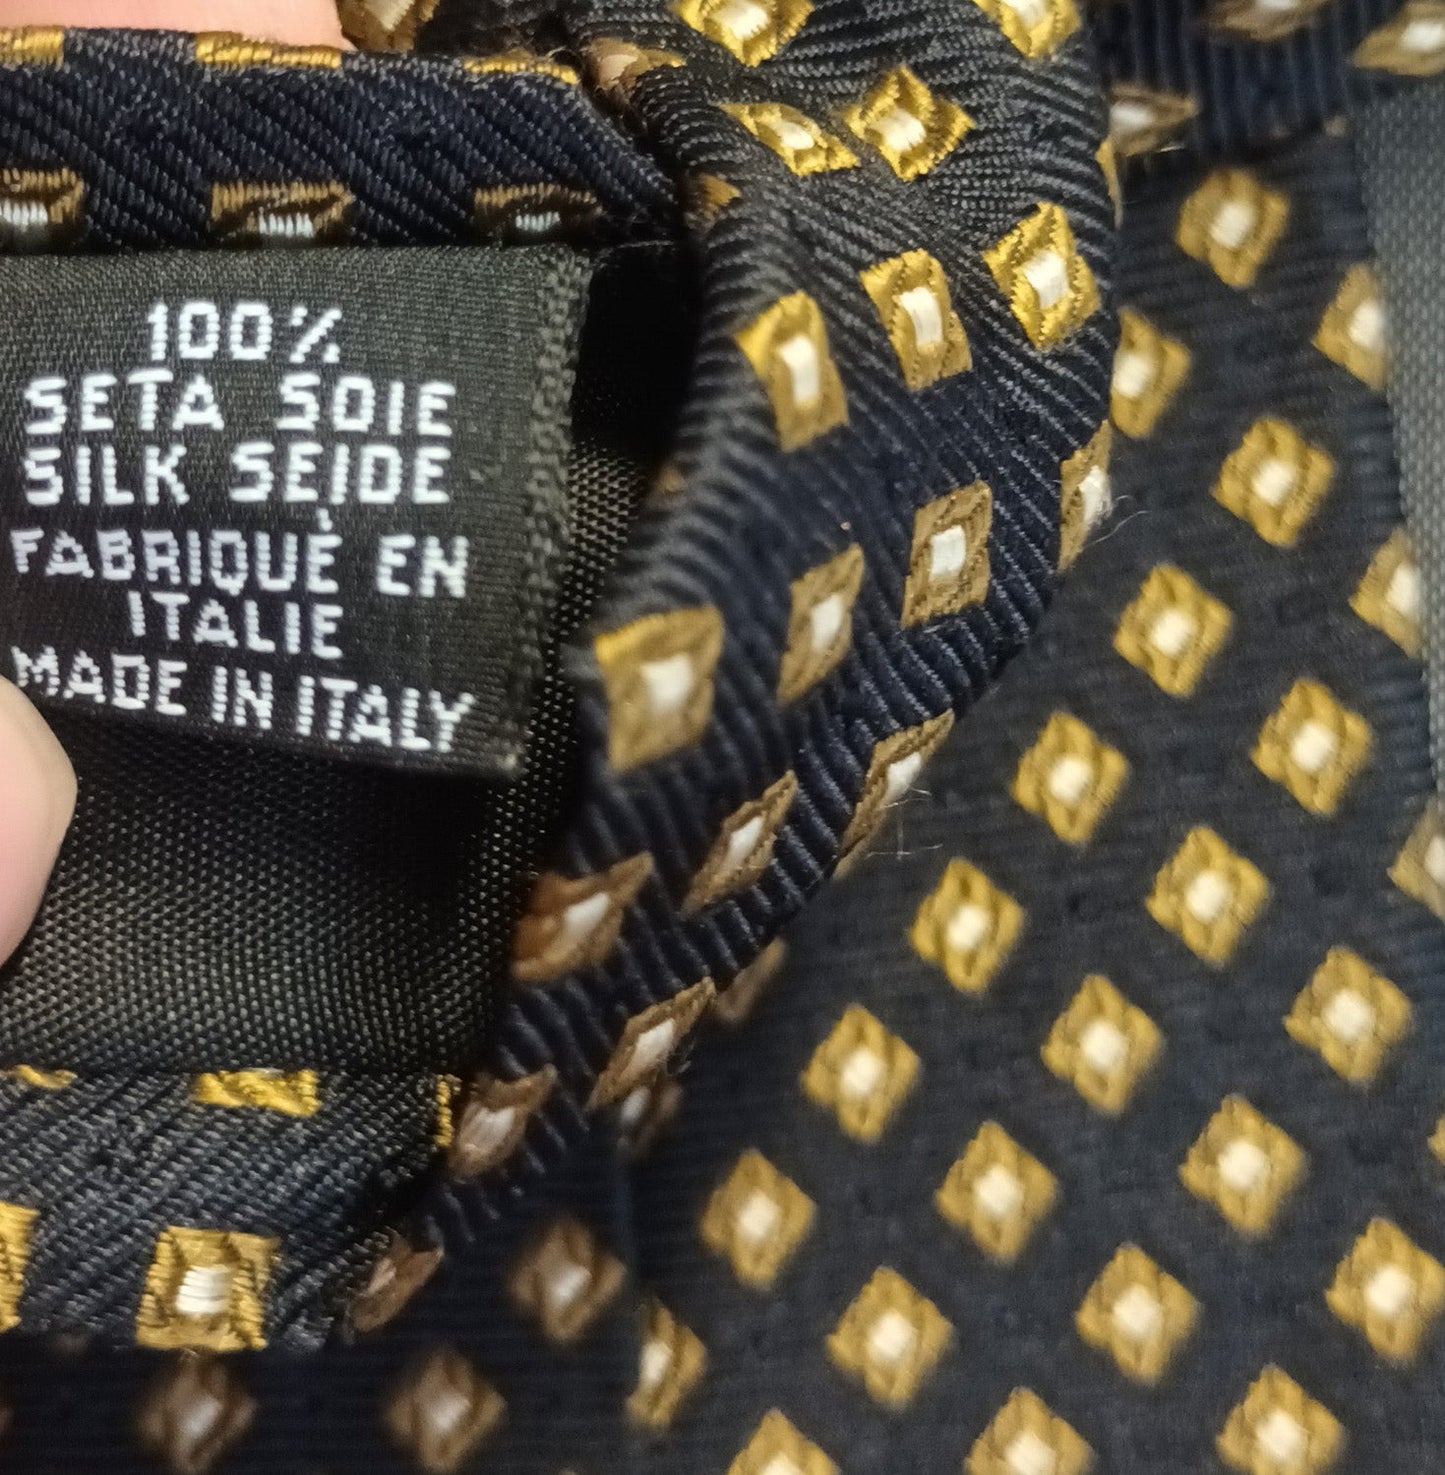 100%
SETA SOIE
SILK SEIDE
FABRIQUÉ EN
ITALIE
MADE IN ITALY